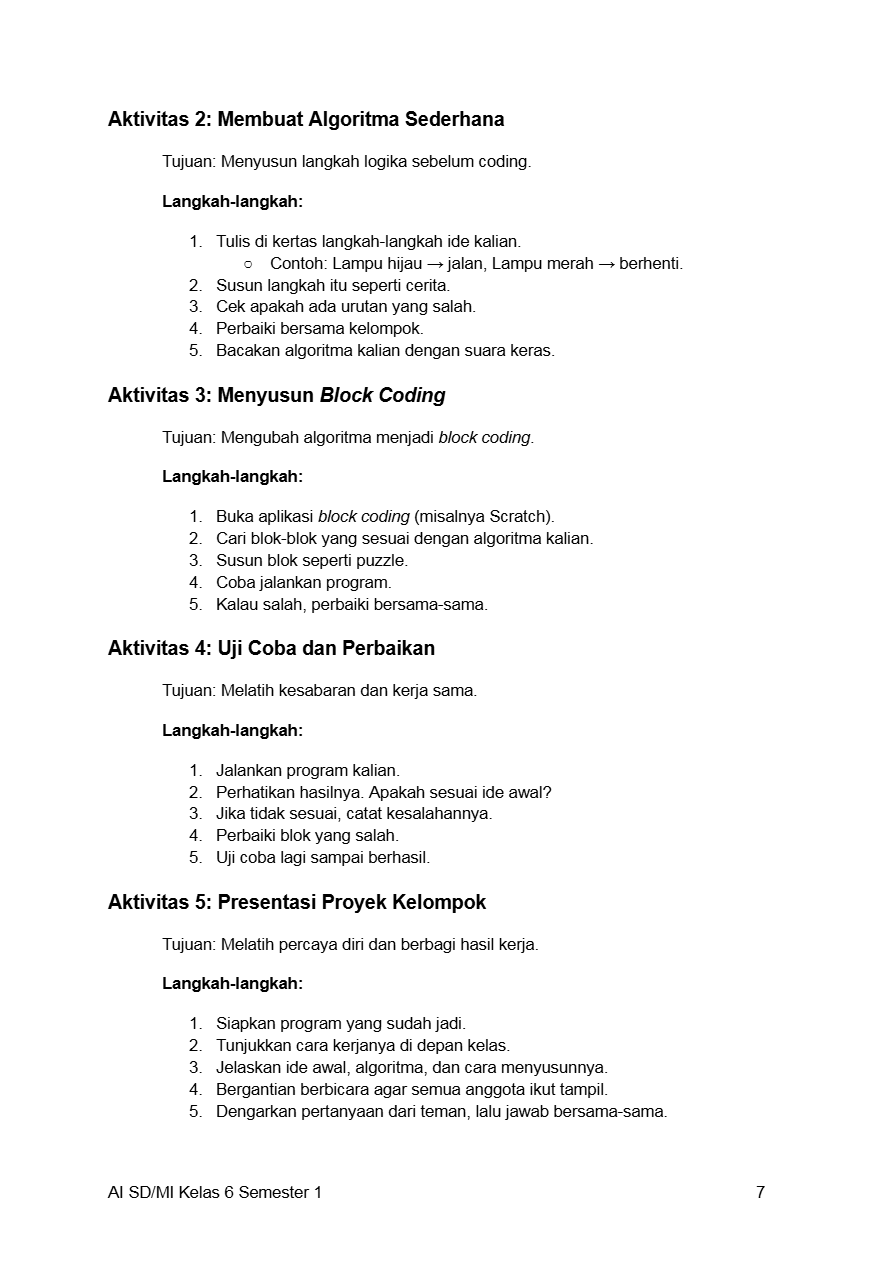 Aktivitas 2: Membuat Algoritma Sederhana
Tujuan: Menyusun langkah logika sebelum coding.
Langkah-langkah:
1. Tulis di kertas langkah-langkah ide kalian.
○ Contoh: Lampu hijau → jalan, Lampu merah → berhenti.
2. Susun langkah itu seperti cerita.
3. Cek apakah ada urutan yang salah.
4. Perbaiki bersama kelompok.
5. Bacakan algoritma kalian dengan suara keras.
Aktivitas 3: Menyusun Block Coding
Tujuan: Mengubah algoritma menjadi block coding.
Langkah-langkah:
1. Buka aplikasi block coding (misalnya Scratch).
2. Cari blok-blok yang sesuai dengan algoritma kalian.
3. Susun blok seperti puzzle.
4. Coba jalankan program.
5. Kalau salah, perbaiki bersama-sama.
Aktivitas 4: Uji Coba dan Perbaikan
Tujuan: Melatih kesabaran dan kerja sama.
Langkah-langkah:
1. Jalankan program kalian.
2. Perhatikan hasilnya. Apakah sesuai ide awal?
3. Jika tidak sesuai, catat kesalahannya.
4. Perbaiki blok yang salah.
5. Uji coba lagi sampai berhasil.
Aktivitas 5: Presentasi Proyek Kelompok
Tujuan: Melatih percaya diri dan berbagi hasil kerja.
Langkah-langkah:
1. Siapkan program yang sudah jadi.
2. Tunjukkan cara kerjanya di depan kelas.
3. Jelaskan ide awal, algoritma, dan cara menyusunnya.
4. Bergantian berbicara agar semua anggota ikut tampil.
5. Dengarkan pertanyaan dari teman, lalu jawab bersama-sama.
AI SD/MI Kelas 6 Semester 1 7